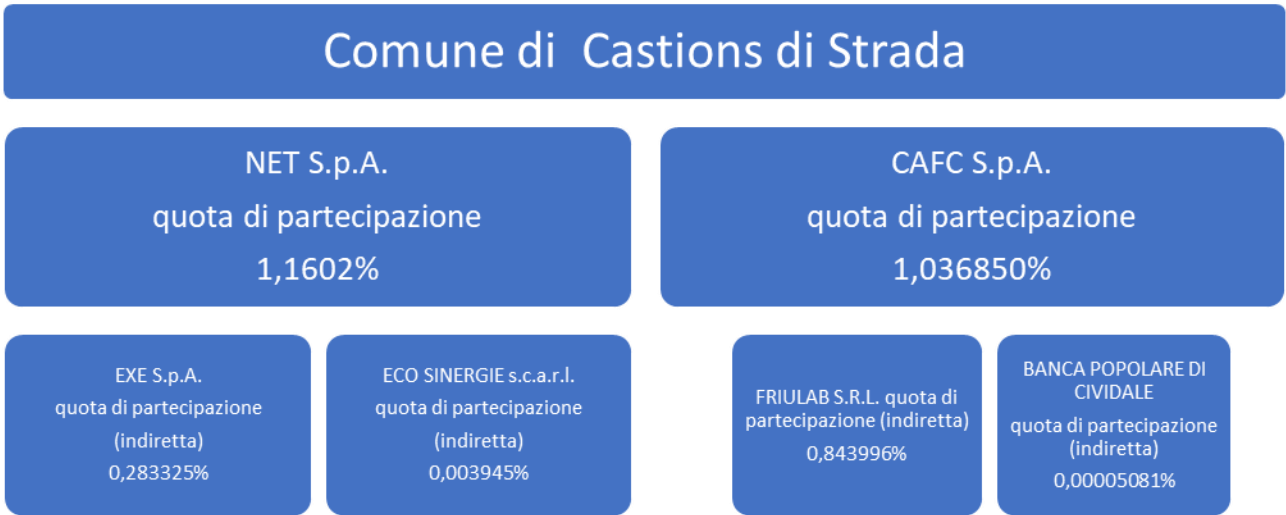 Comune di Castions di Strada
NET S.p.A.
quota di partecipazione
1,1602%
CAFC S.p.A.
quota di partecipazione
1,036850%
EXE S.p.A.
quota di partecipazione
(indiretta)
0,283325%
ECO SINERGIE s.c.a.r.l.
quota di partecipazione
(indiretta)
0,003945%
FRIULAB S.R.L. quota di
partecipazione (indiretta)
0,843996%
BANCA POPOLARE DI
CIVIDALE
quota di partecipazione
(indiretta)
0,00005081%